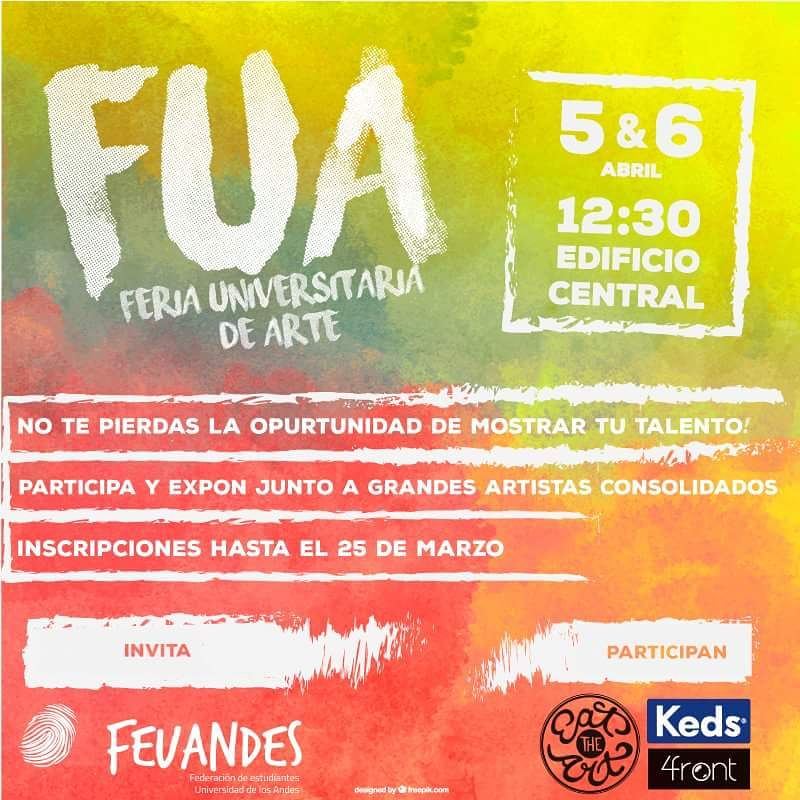 FUA
FERIA UNIVERSITARIA
DE ARTE
5 & 6
ABRIL
12:30
EDIFICIO
CENTRAL
NO TE PIERDAS LA OPURTUNIDAD DE MOSTRAR TU TALENTO!
PARTICIPA Y EXPON JUNTO A GRANDES ARTISTAS CONSOLIDADOS
INSCRIPCIONES HASTA EL 25 DE MARZO
INVITA
PARTICIPAN
FEUANDES
Federación de estudiantes
Universidad de los Andes
Eat
THE
Art
Keds®
4front
designed by freepik.com